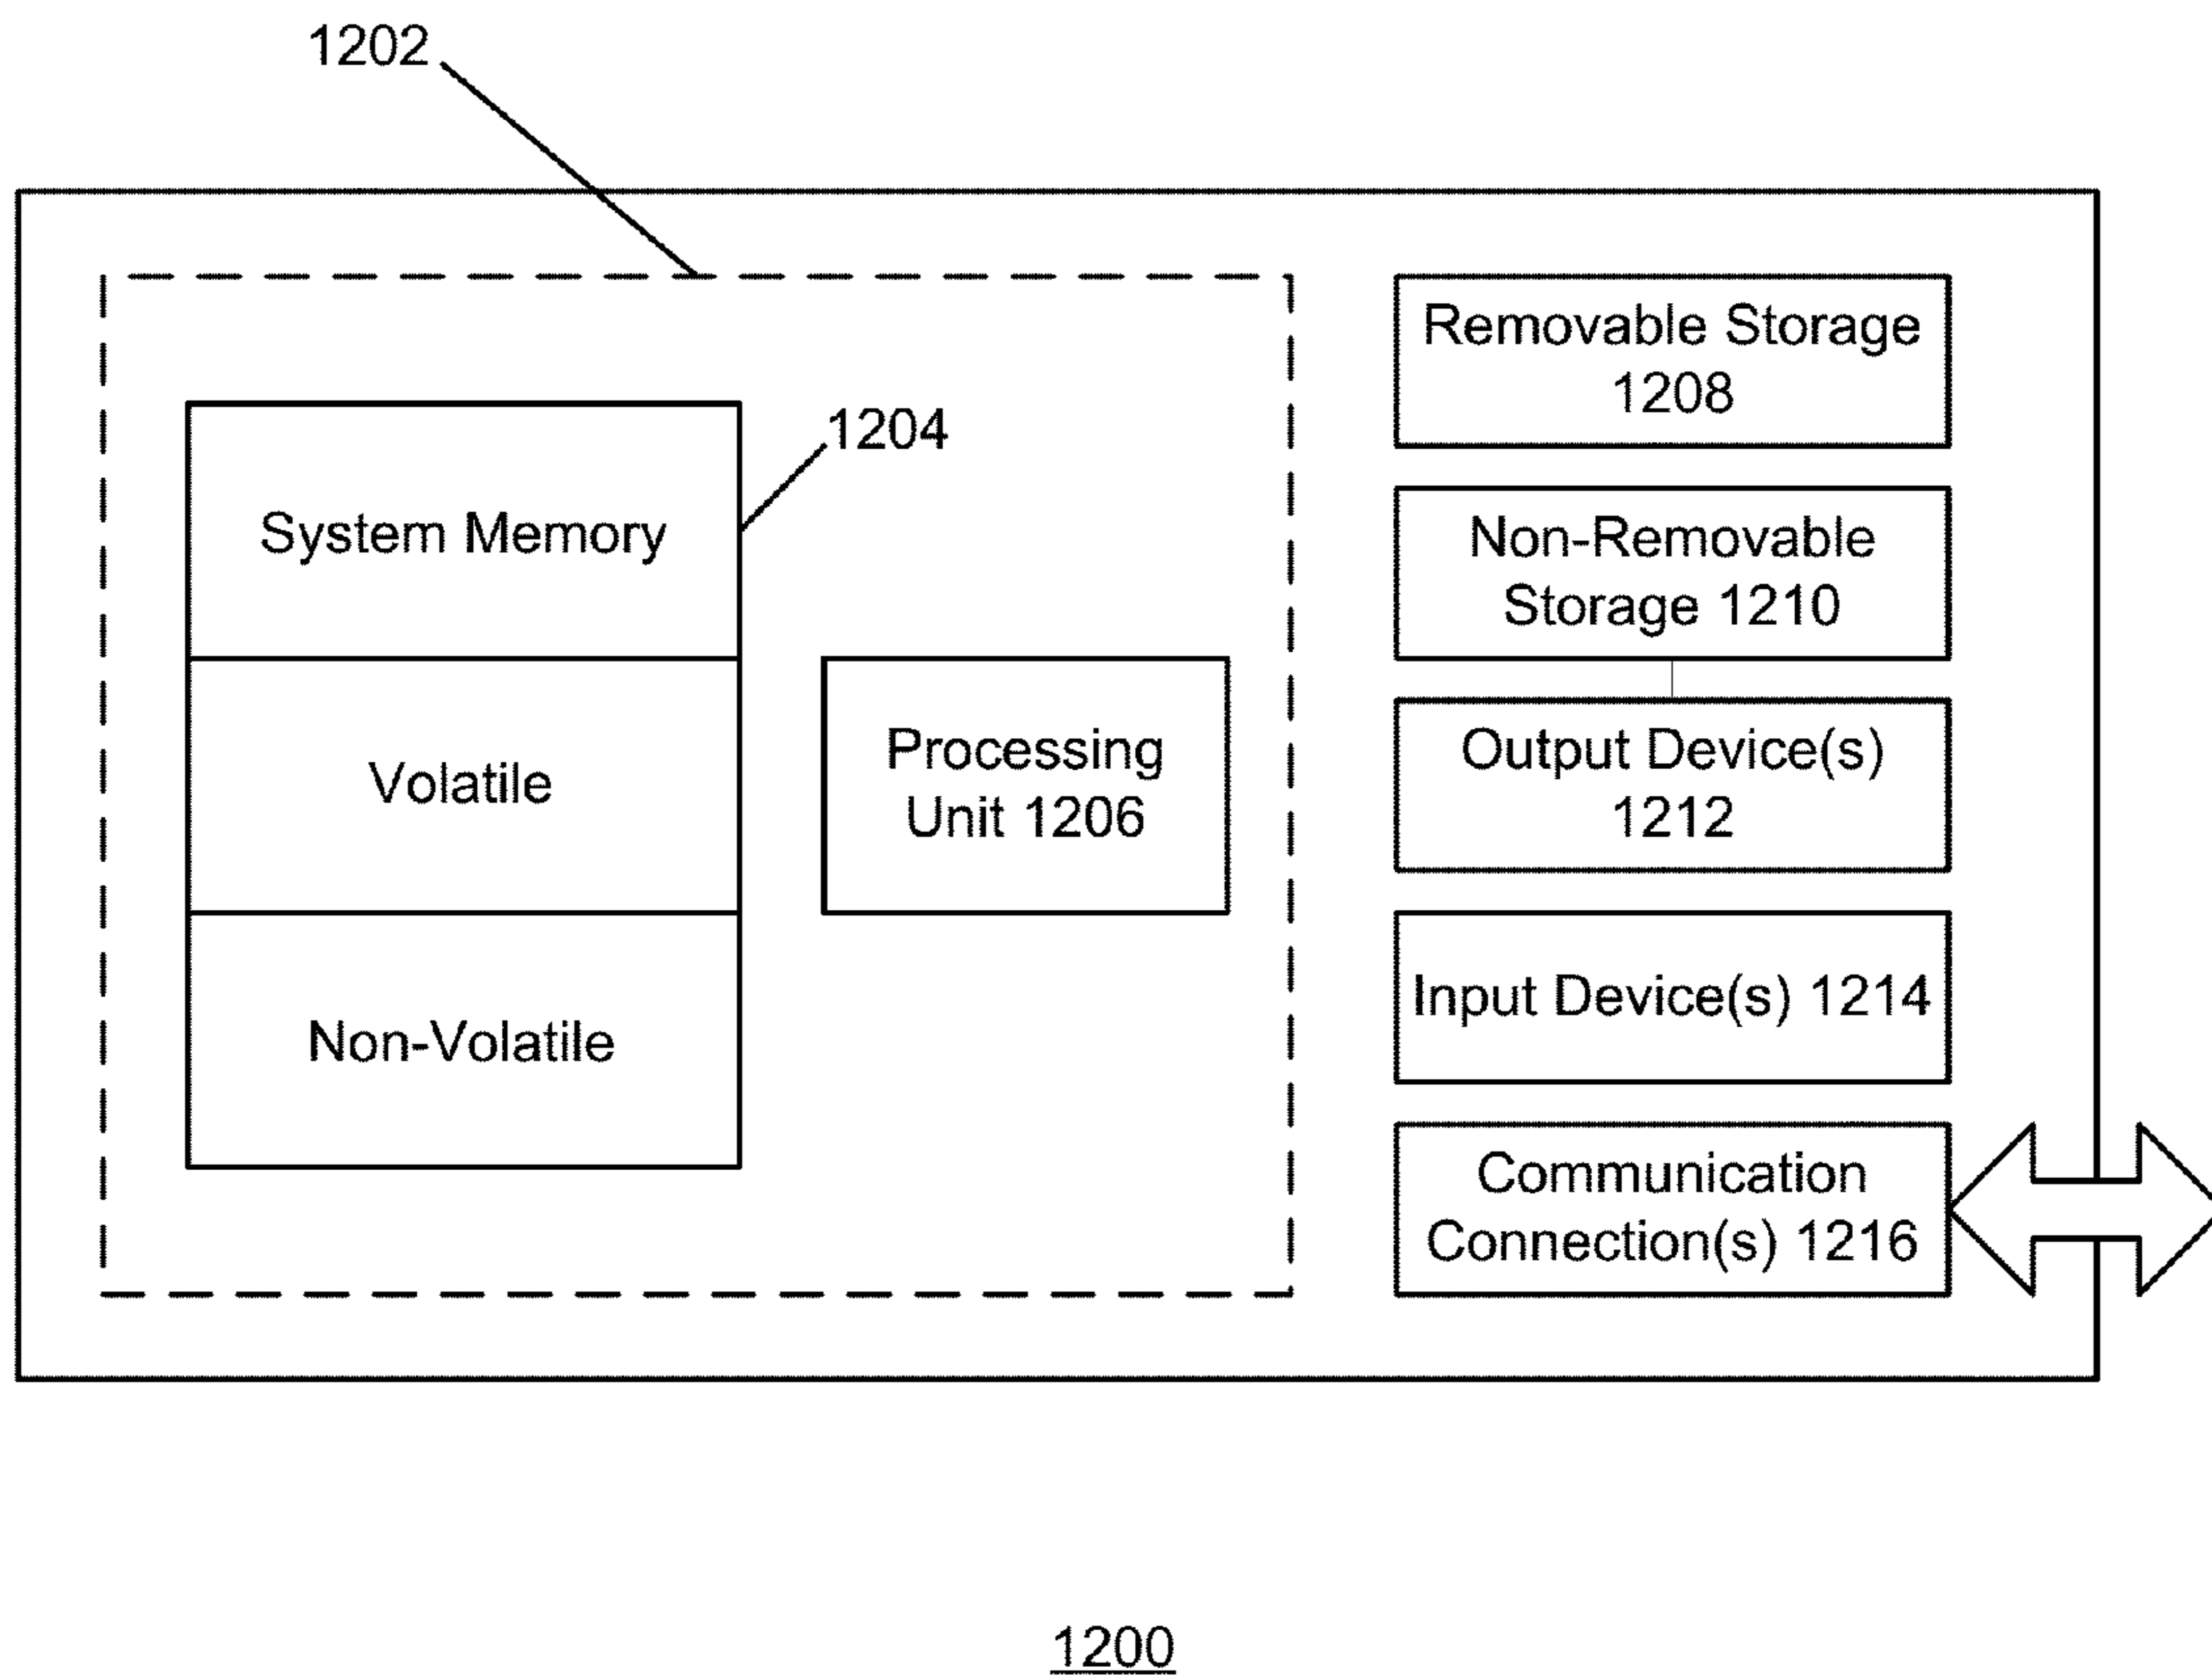 1202
1204
System Memory
Volatile
Non-Volatile
Processing
Unit 1206
Removable Storage
1208
Non-Removable
Storage 1210
Output Device(s)
1212
Input Device(s) 1214
Communication
Connection(s) 1216
1200